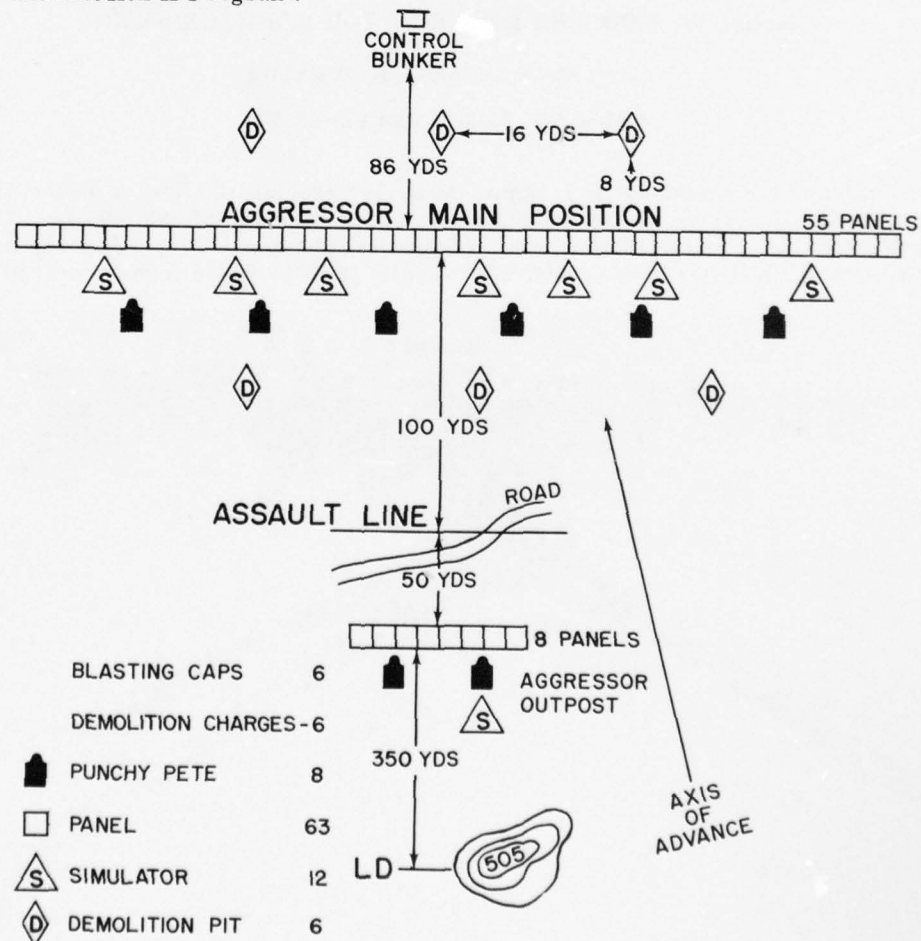 CONTROL
BUNKER
D
D
16 YDS
D
86 YDS
8 YDS
AGGRESSOR MAIN POSITION
55 PANELS
S
S
S
S
S
S
S
D
D
D
100 YDS
ROAD
ASSAULT LINE
50 YDS
8 PANELS
AGGRESSOR
OUTPOST
S
350 YDS
AXIS
OF
ADVANCE
LD
505
BLASTING CAPS 6
DEMOLITION CHARGES-6
PUNCHY PETE 8
PANEL 63
S SIMULATOR 12
D DEMOLITION PIT 6